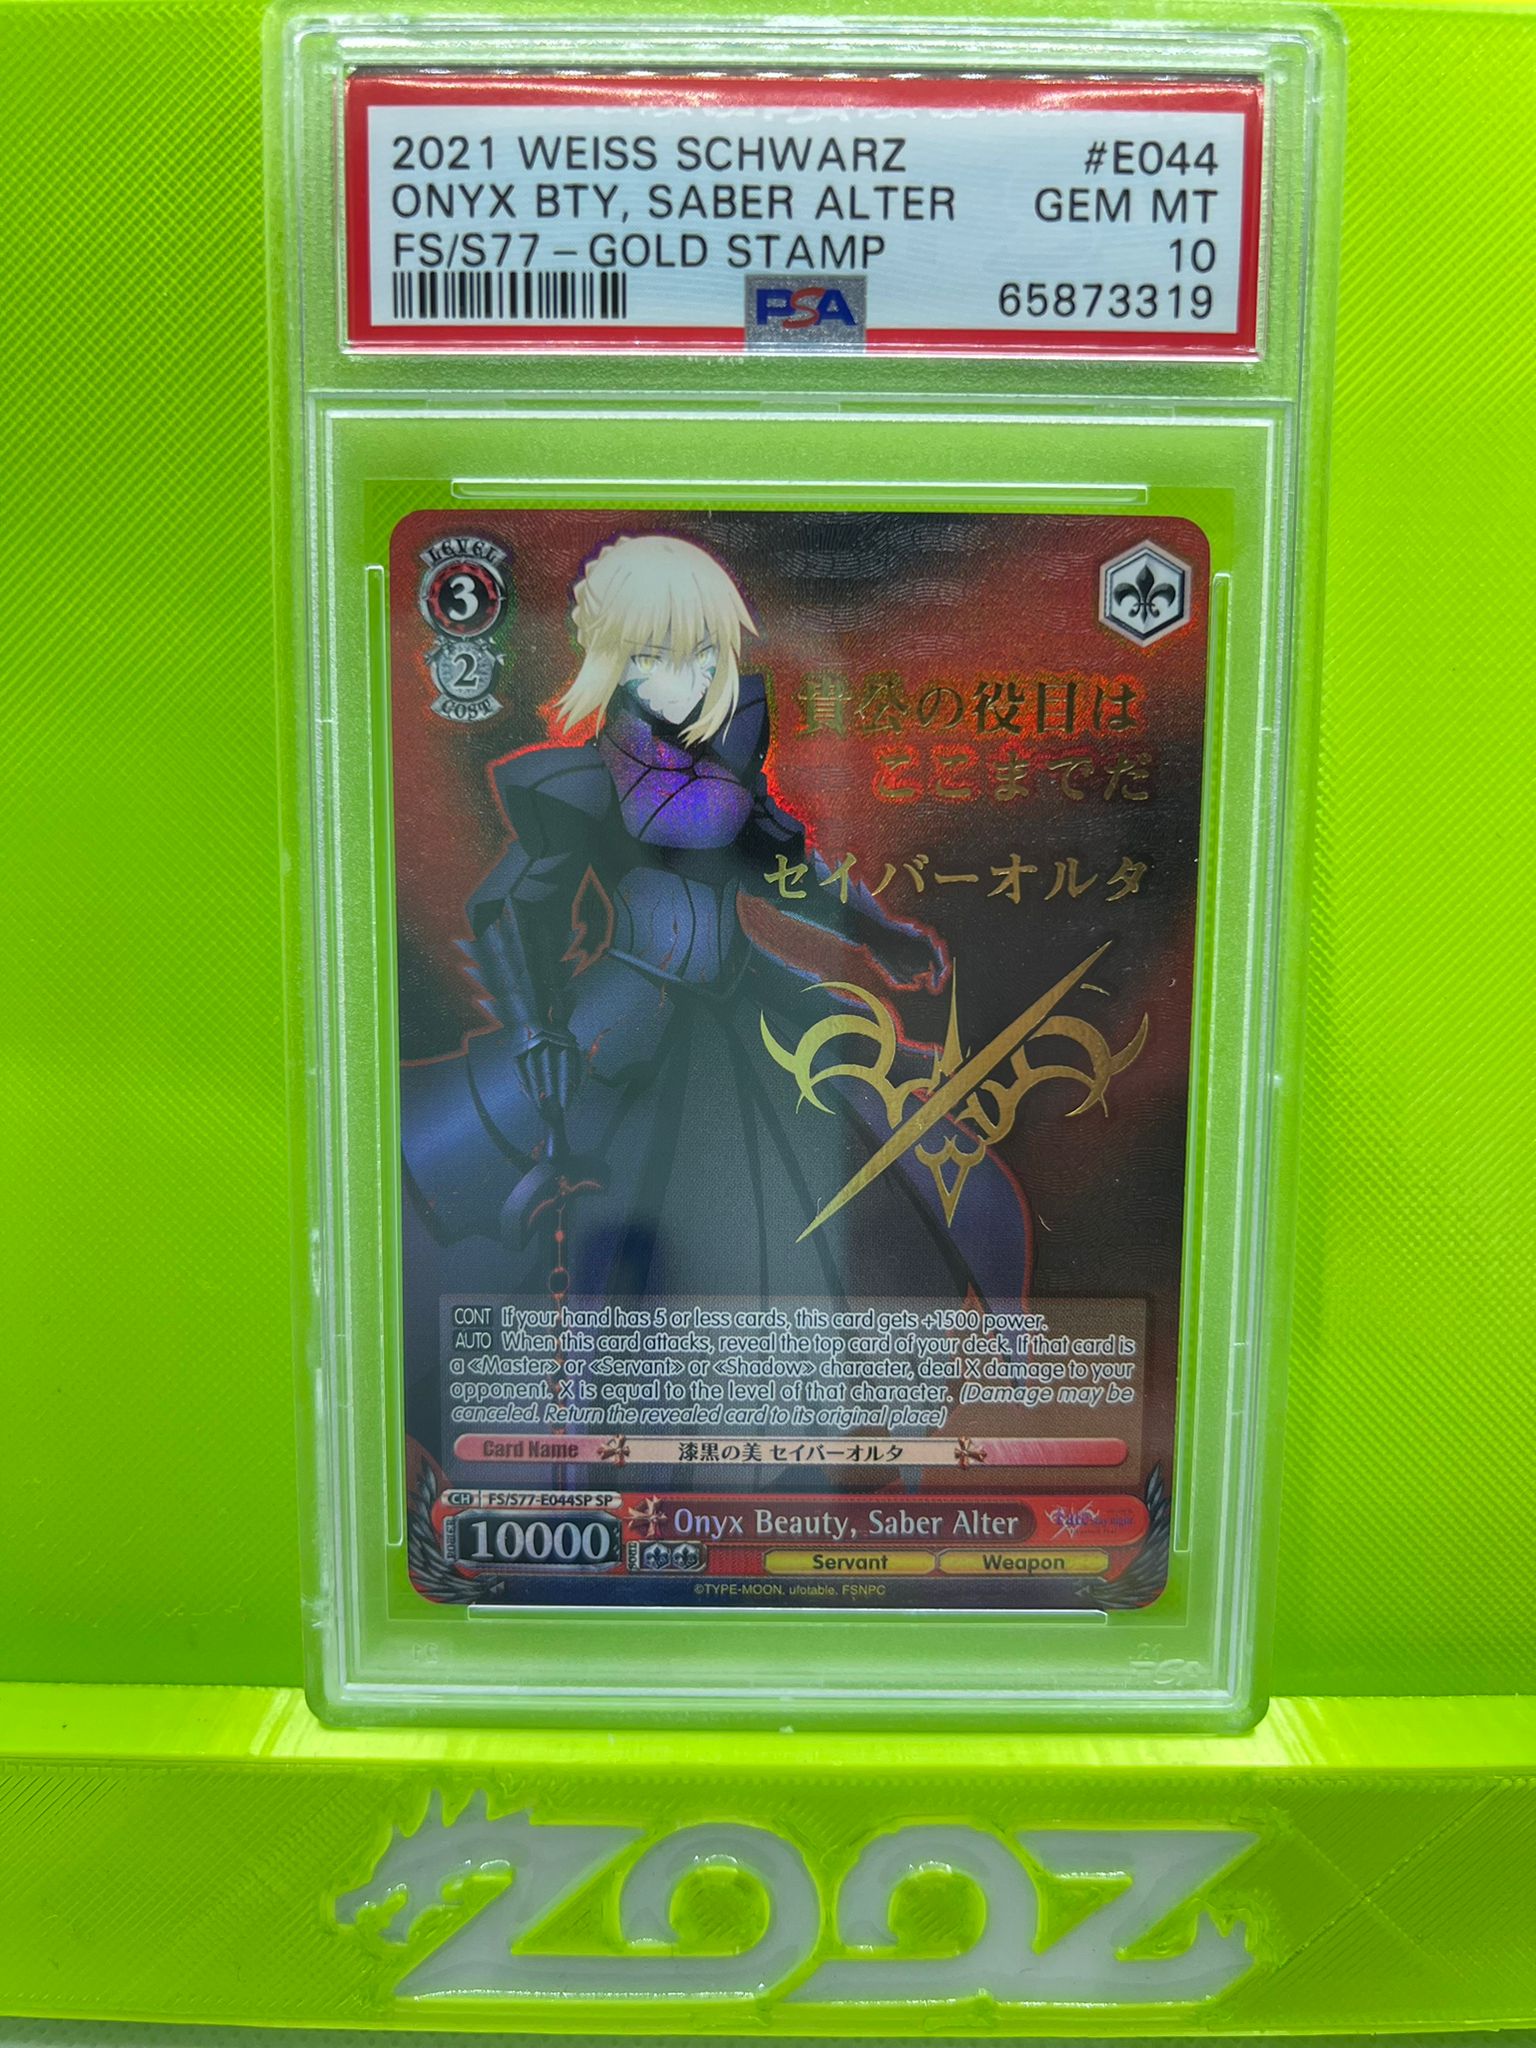 2021 WEISS SCHWARZ #E044
ONYX BTY, SABER ALTER GEM MT
FS/S77 – GOLD STAMP 10
PSA 65873319
LEVEL
3
2
COST
貴公の役目は
ここまでだ
セイバーオルタ
CONT If your hand has 5 or less cards, this card gets +1500 power.
AUTO When this card attacks, reveal the top card of your deck. If that card is
a «Master» or «Servant» or «Shadow» character, deal X damage to your
opponent. X is equal to the level of that character. (Damage may be
canceled. Return the revealed card to its original place)
Card Name 漆黒の美 セイバーオルタ
CH FS/S77-E044SP SP
POWER 10000 SOUL Onyx Beauty, Saber Alter
Servant Weapon
©TYPE-MOON, ufotable, FSNPC
PSA
ZOOZ